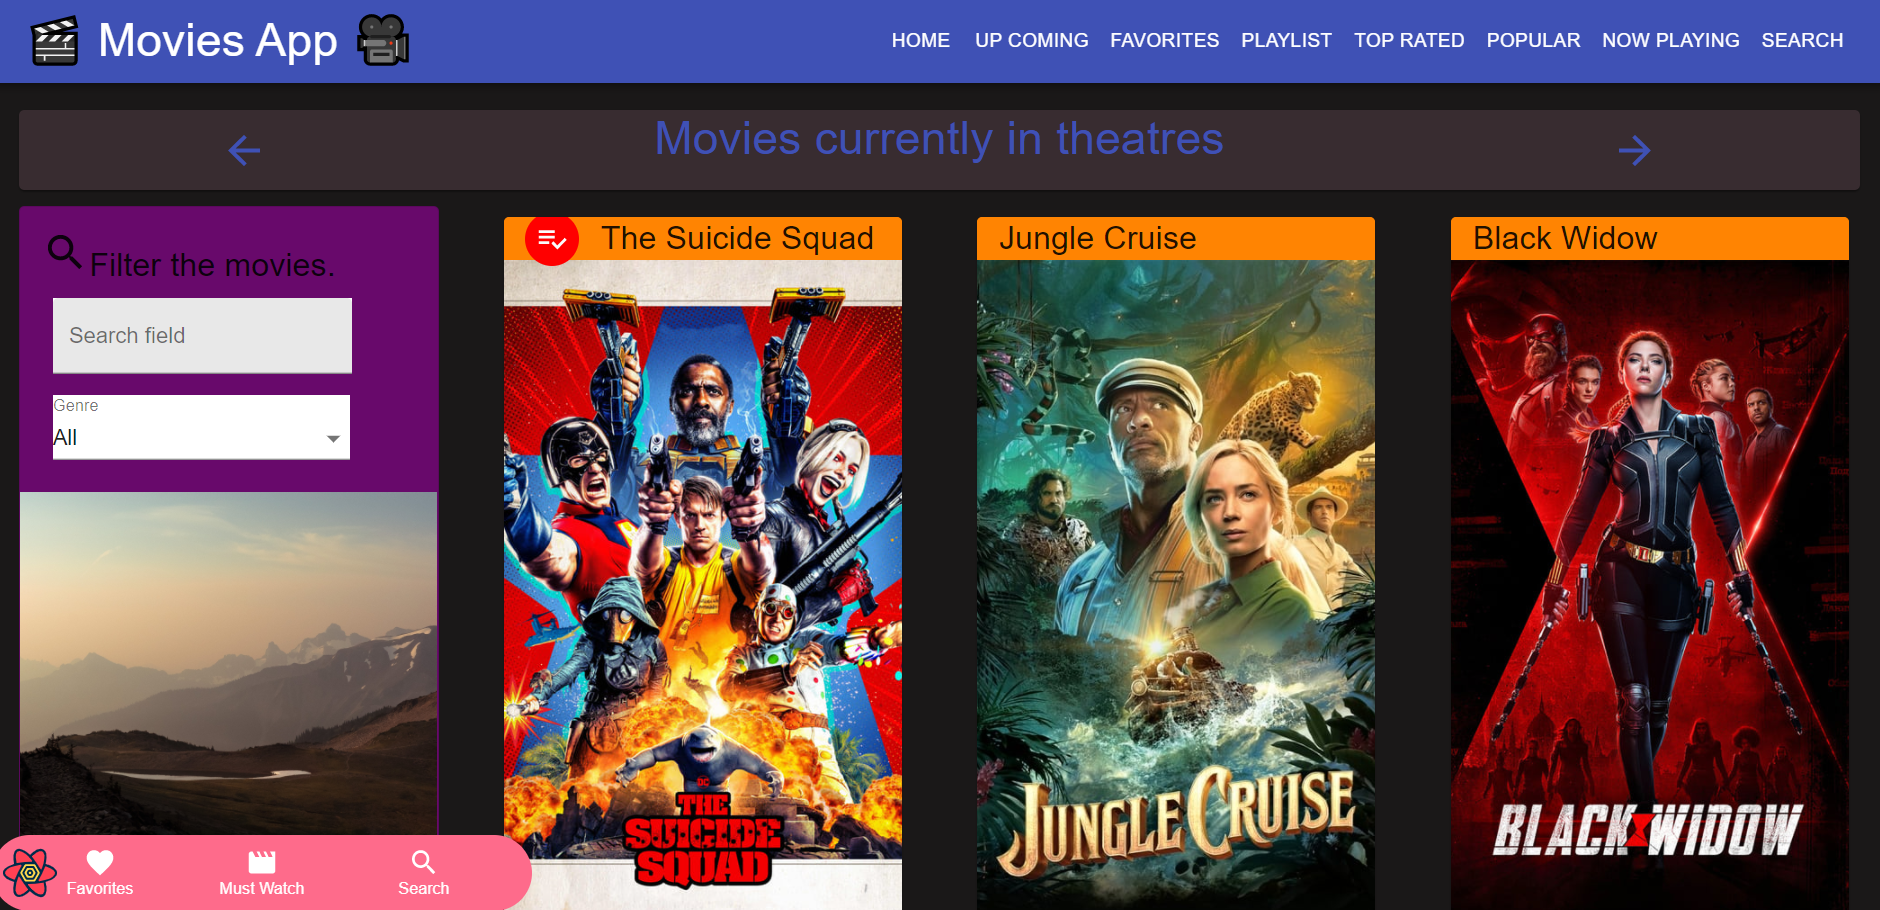 Movies App
HOME UP COMING FAVORITES PLAYLIST TOP RATED POPULAR NOW PLAYING SEARCH
Movies currently in theatres
Filter the movies.
Search field
Genre
All
The Suicide Squad
DC
THE
SUICIDE
SQUAD
Jungle Cruise
JUNGLE CRUISE
Black Widow
BLACK WIDOW
Favorites
Must Watch
Search